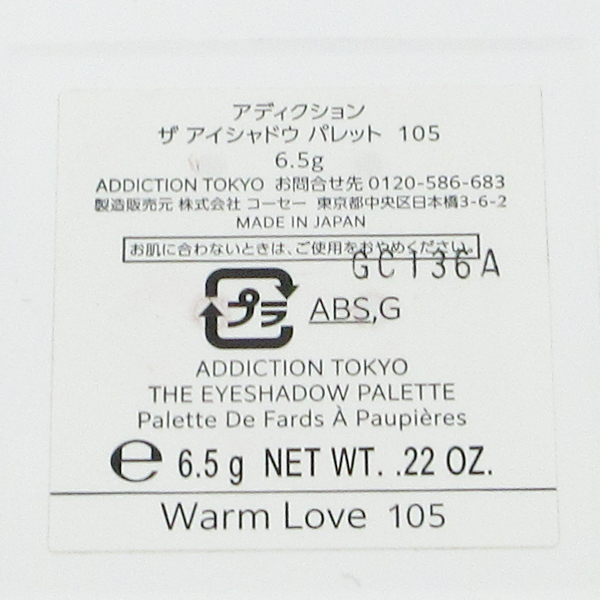 アディクション
ザ アイシャドウ パレット 105
6.5g
ADDICTION TOKYO お問合せ先 0120-586-683
製造販売元 株式会社 コーセー 東京都中央区日本橋3-6-2
MADE IN JAPAN
お肌に合わないときは、ご使用をおやめください。
GC136A
プラ ABS,G
ADDICTION TOKYO
THE EYESHADOW PALETTE
Palette De Fards À Paupières
℮ 6.5 g NET WT. .22 OZ.
Warm Love 105